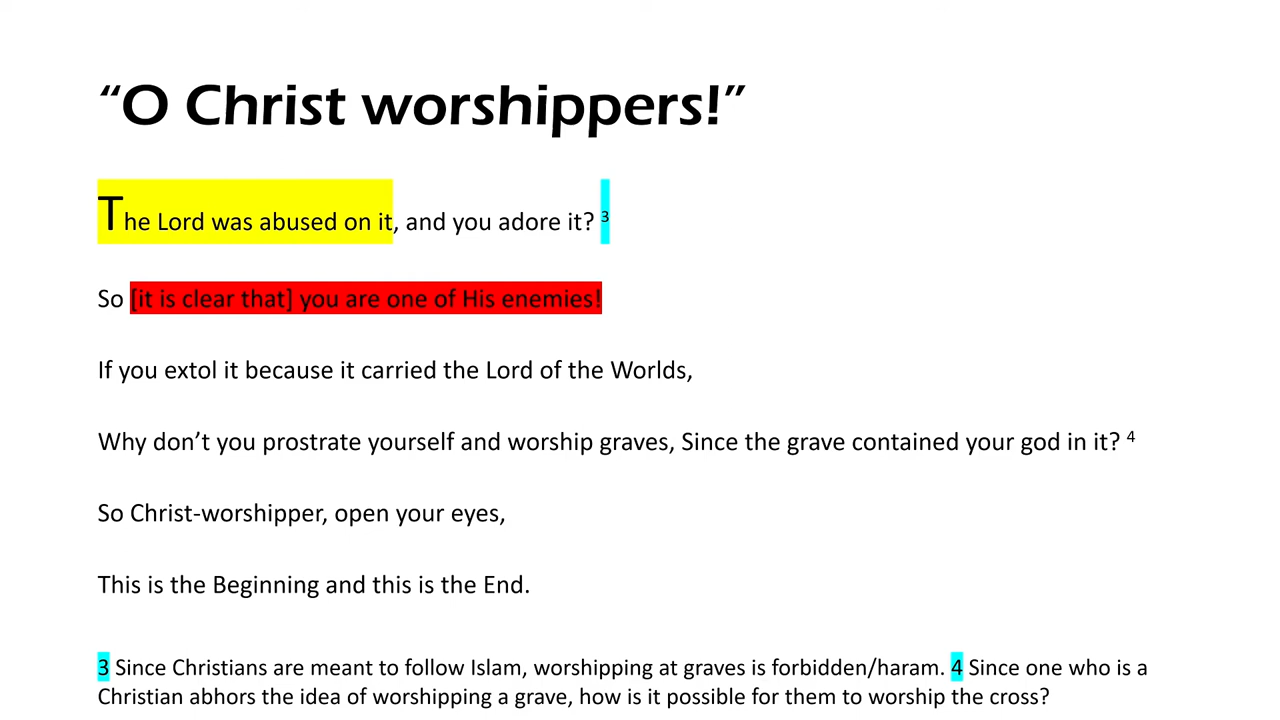 “O Christ worshippers!”
The Lord was abused on it, and you adore it? 3
So [it is clear that] you are one of His enemies!
If you extol it because it carried the Lord of the Worlds,
Why don’t you prostrate yourself and worship graves, Since the grave contained your god in it? 4
So Christ-worshipper, open your eyes,
This is the Beginning and this is the End.
3 Since Christians are meant to follow Islam, worshipping at graves is forbidden/haram. 4 Since one who is a
Christian abhors the idea of worshipping a grave, how is it possible for them to worship the cross?